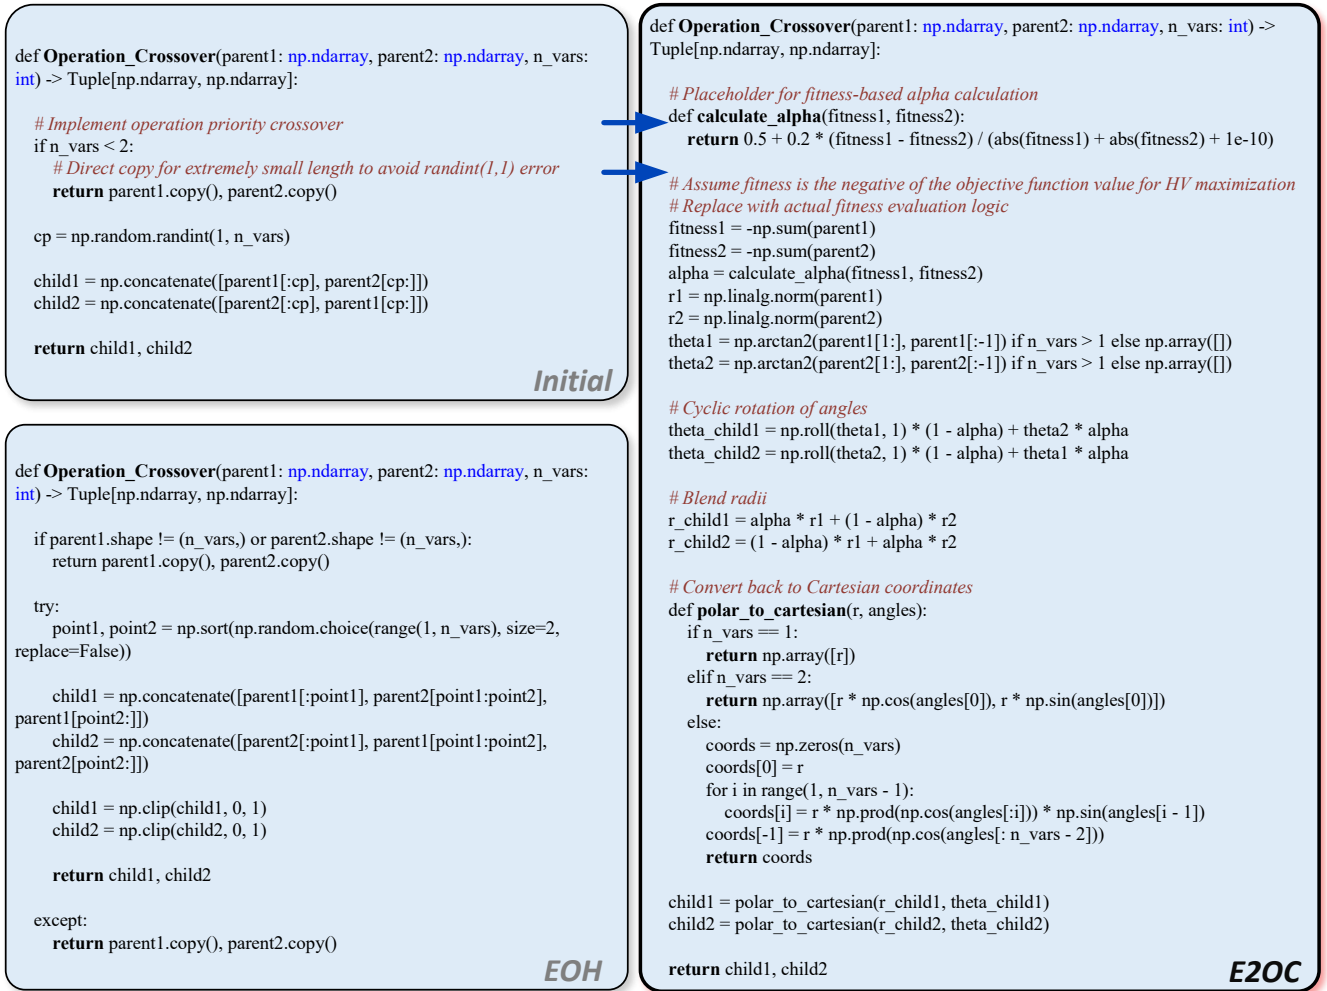 def Operation_Crossover(parent1: np.ndarray, parent2: np.ndarray, n_vars:
int) -> Tuple[np.ndarray, np.ndarray]:
# Implement operation priority crossover
if n_vars < 2:
# Direct copy for extremely small length to avoid randint(1,1) error
return parent1.copy(), parent2.copy()
cp = np.random.randint(1, n_vars)
child1 = np.concatenate([parent1[:cp], parent2[cp:]])
child2 = np.concatenate([parent2[:cp], parent1[cp:]])
return child1, child2
Initial
def Operation_Crossover(parent1: np.ndarray, parent2: np.ndarray, n_vars:
int) -> Tuple[np.ndarray, np.ndarray]:
if parent1.shape != (n_vars,) or parent2.shape != (n_vars,):
return parent1.copy(), parent2.copy()
try:
point1, point2 = np.sort(np.random.choice(range(1, n_vars), size=2,
replace=False))
child1 = np.concatenate([parent1[:point1], parent2[point1:point2],
parent1[point2:]])
child2 = np.concatenate([parent2[:point1], parent1[point1:point2],
parent2[point2:]])
child1 = np.clip(child1, 0, 1)
child2 = np.clip(child2, 0, 1)
return child1, child2
except:
return parent1.copy(), parent2.copy()
EOH
def Operation_Crossover(parent1: np.ndarray, parent2: np.ndarray, n_vars: int) ->
Tuple[np.ndarray, np.ndarray]:
# Placeholder for fitness-based alpha calculation
def calculate_alpha(fitness1, fitness2):
return 0.5 + 0.2 * (fitness1 - fitness2) / (abs(fitness1) + abs(fitness2) + 1e-10)
# Assume fitness is the negative of the objective function value for HV maximization
# Replace with actual fitness evaluation logic
fitness1 = -np.sum(parent1)
fitness2 = -np.sum(parent2)
alpha = calculate_alpha(fitness1, fitness2)
r1 = np.linalg.norm(parent1)
r2 = np.linalg.norm(parent2)
theta1 = np.arctan2(parent1[1:], parent1[:-1]) if n_vars > 1 else np.array([])
theta2 = np.arctan2(parent2[1:], parent2[:-1]) if n_vars > 1 else np.array([])
# Cyclic rotation of angles
theta_child1 = np.roll(theta1, 1) * (1 - alpha) + theta2 * alpha
theta_child2 = np.roll(theta2, 1) * (1 - alpha) + theta1 * alpha
# Blend radii
r_child1 = alpha * r1 + (1 - alpha) * r2
r_child2 = (1 - alpha) * r1 + alpha * r2
# Convert back to Cartesian coordinates
def polar_to_cartesian(r, angles):
if n_vars == 1:
return np.array([r])
elif n_vars == 2:
return np.array([r * np.cos(angles[0]), r * np.sin(angles[0])])
else:
coords = np.zeros(n_vars)
coords[0] = r
for i in range(1, n_vars - 1):
coords[i] = r * np.prod(np.cos(angles[:i])) * np.sin(angles[i - 1])
coords[-1] = r * np.prod(np.cos(angles[: n_vars - 2]))
return coords
child1 = polar_to_cartesian(r_child1, theta_child1)
child2 = polar_to_cartesian(r_child2, theta_child2)
return child1, child2
E2OC